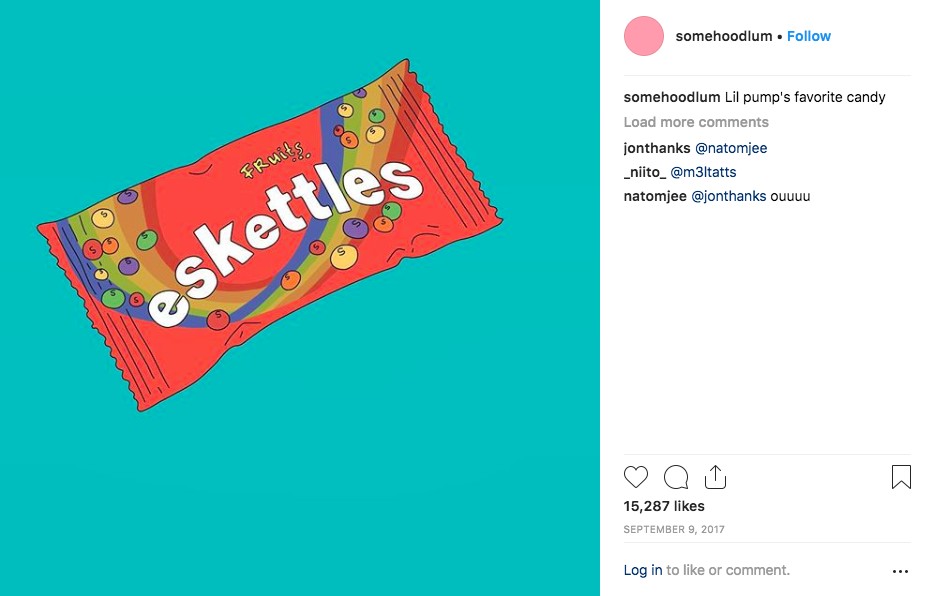 FRuits
eskettles
somehoodlum • Follow
somehoodlum Lil pump's favorite candy
Load more comments
jonthanks @natomjee
_niito_ @m3ltatts
natomjee @jonthanks ouuuu
15,287 likes
SEPTEMBER 9, 2017
Log in to like or comment.